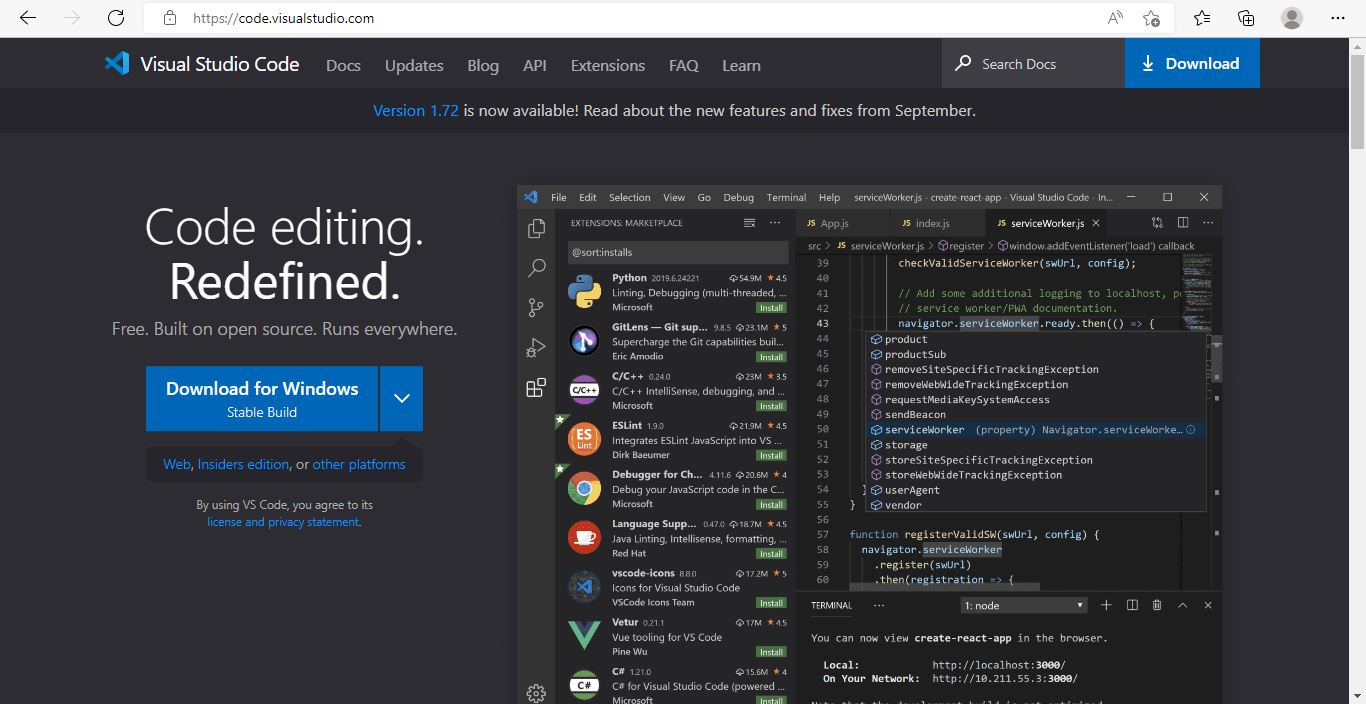 https://code.visualstudio.com
Visual Studio Code Docs Updates Blog API Extensions FAQ Learn Search Docs Download
Version 1.72 is now available! Read about the new features and fixes from September.
Code editing.
Redefined.
Free. Built on open source. Runs everywhere.
Download for Windows
Stable Build
Web, Insiders edition, or other platforms
By using VS Code, you agree to its
license and privacy statement.
File Edit Selection View Go Debug Terminal Help serviceWorker.js - create-react-app - Visual Studio Code - In...
EXTENSIONS: MARKETPLACE
@sort:installs
Python 2019.6.24221 54.9M 4.5
Linting, Debugging (multi-threaded, ...
Microsoft Install
GitLens — Git sup... 9.8.5 23.1M 5
Supercharge the Git capabilities buil...
Eric Amodio Install
C/C++
C/C++ 0.24.0 23M 3.5
C/C++ IntelliSense, debugging, and ...
Microsoft Install
ES
Lint
ESLint 1.9.0 21.9M 4.5
Integrates ESLint JavaScript into VS ...
Dirk Baeumer Install
Debugger for Ch... 4.11.6 20.6M 4
Debug your JavaScript code in the C...
Microsoft Install
Language Supp... 0.47.0 18.7M 4.5
Java Linting, Intellisense, formatting, ...
Red Hat Install
vscode-icons 8.8.0 17.2M 5
Icons for Visual Studio Code
VSCode Icons Team Install
Vetur 0.21.1 17M 4.5
Vue tooling for VS Code
Pine Wu Install
C#
C# 1.21.0 15.6M 4
C# for Visual Studio Code (powered ...
Microsoft Install
JS App.js JS index.js JS serviceWorker.js
src > JS serviceWorker.js > register > window.addEventListener('load') callback
39 checkValidServiceWorker(swUrl, config);
40
41 // Add some additional logging to localhost, po
42 // service worker/PWA documentation.
43 navigator.serviceWorker.ready.then(() => {
44 product
45 productSub
46 removeSiteSpecificTrackingException
47 removeWebWideTrackingException
48 requestMediaKeySystemAccess
49 sendBeacon
50 serviceWorker (property) Navigator.serviceWorke...
51 storage
52 storeSiteSpecificTrackingException
53 storeWebWideTrackingException
54 } userAgent
55 } vendor
56
57 function registerValidSW(swUrl, config) {
58 navigator.serviceWorker
59 .register(swUrl)
60 .then(registration => {
TERMINAL ... 1: node
You can now view create-react-app in the browser.
Local: http://localhost:3000/
On Your Network: http://10.211.55.3:3000/
Note that the development build is not optimized.